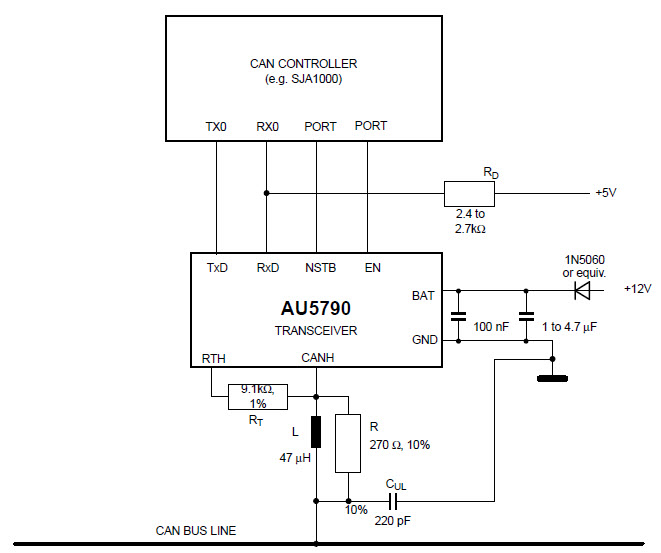 CAN CONTROLLER
(e.g. SJA1000)
TX0 RX0 PORT PORT
R_D
+5V
2.4 to
2.7kΩ
TxD RxD NSTB EN
1N5060
or equiv.
BAT
+12V
AU5790
TRANSCEIVER
100 nF
1 to 4.7 μF
GND
RTH CANH
9.1kΩ,
1%
R_T
L
R
270 Ω, 10%
47 μH
C_UL
10%
220 pF
CAN BUS LINE